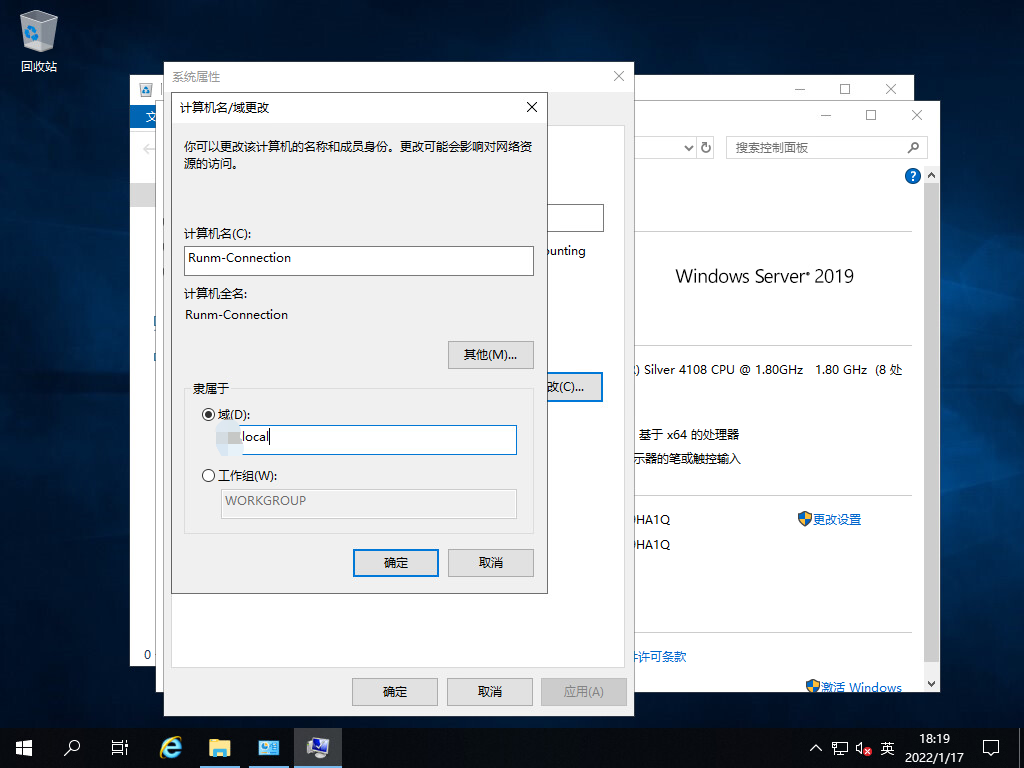 回收站
系统属性
计算机名/域更改
你可以更改该计算机的名称和成员身份。更改可能会影响对网络资
源的访问。
计算机名(C):
Runm-Connection
计算机全名:
Runm-Connection
其他(M)...
隶属于
域(D):
local
工作组(W):
WORKGROUP
确定
取消
unting
改(C)...
确定
取消
应用(A)
文
0
搜索控制面板
?
Windows Server® 2019
) Silver 4108 CPU @ 1.80GHz 1.80 GHz (8 处
基于 x64 的处理器
示器的笔或触控输入
HA1Q
更改设置
HA1Q
许可条款
激活 Windows
英
18:19
2022/1/17